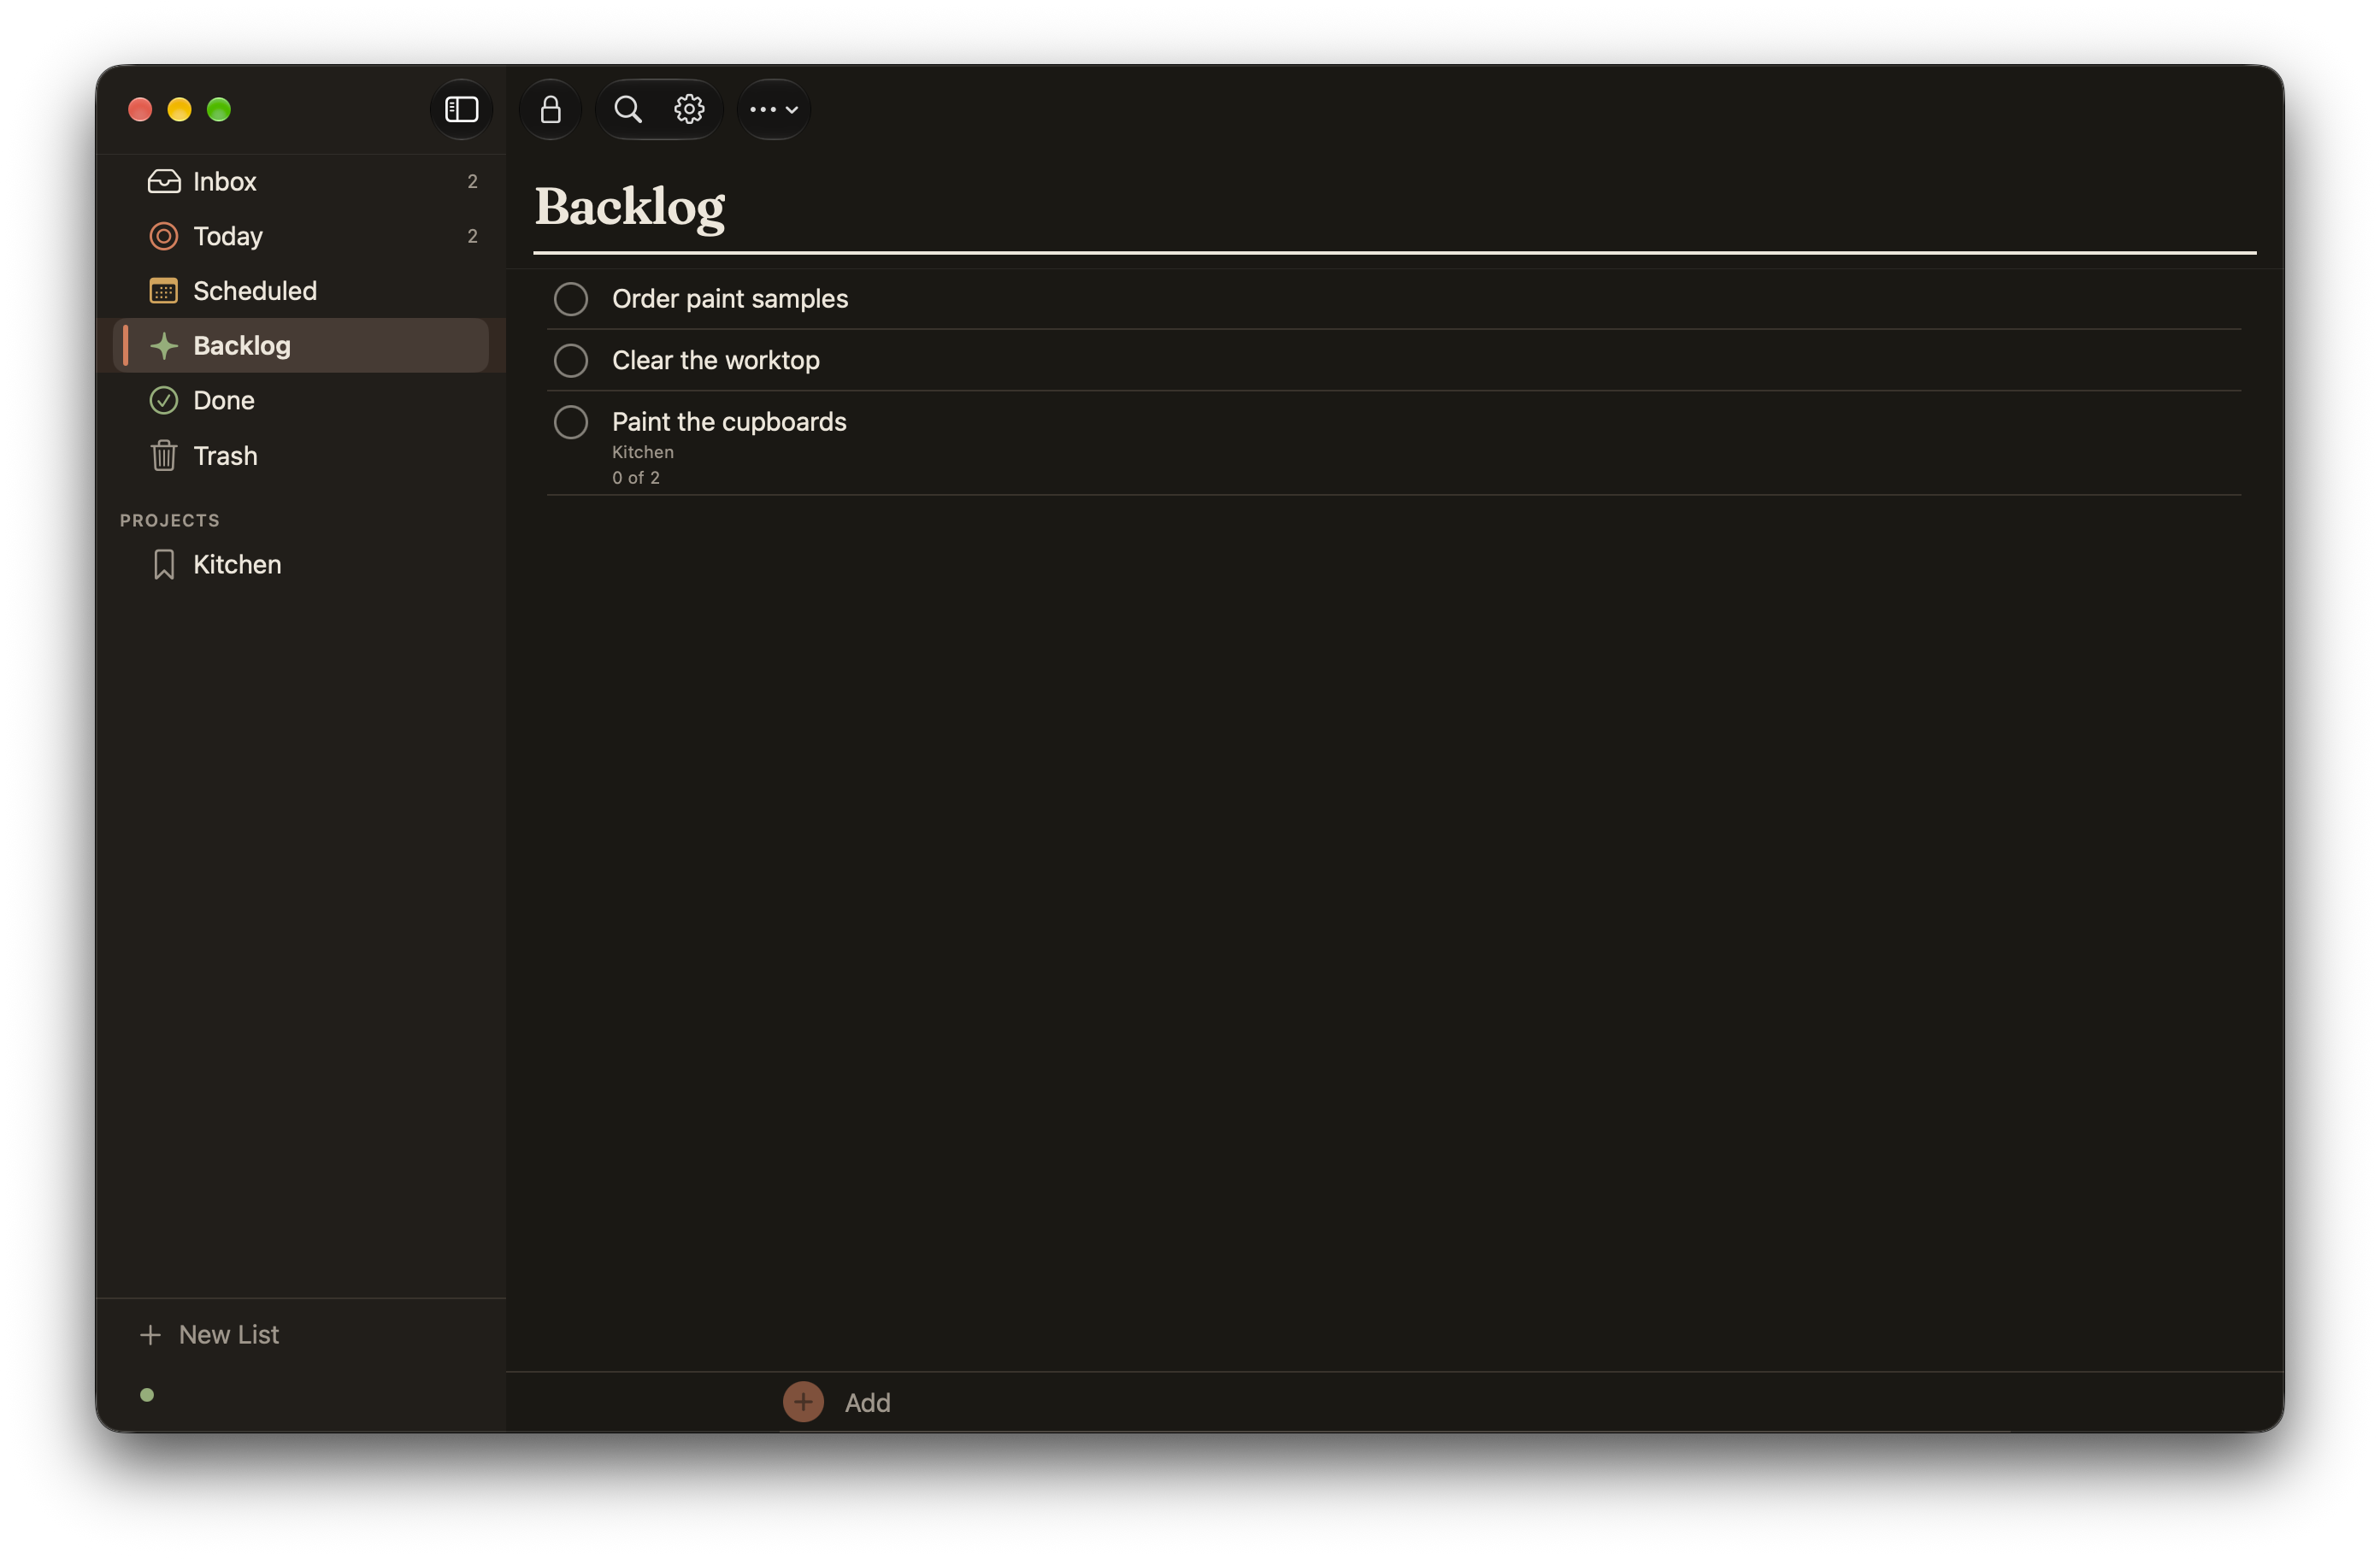 Inbox 2
Today 2
Scheduled
Backlog
Done
Trash
PROJECTS
Kitchen
New List
Backlog
Order paint samples
Clear the worktop
Paint the cupboards
Kitchen
0 of 2
Add